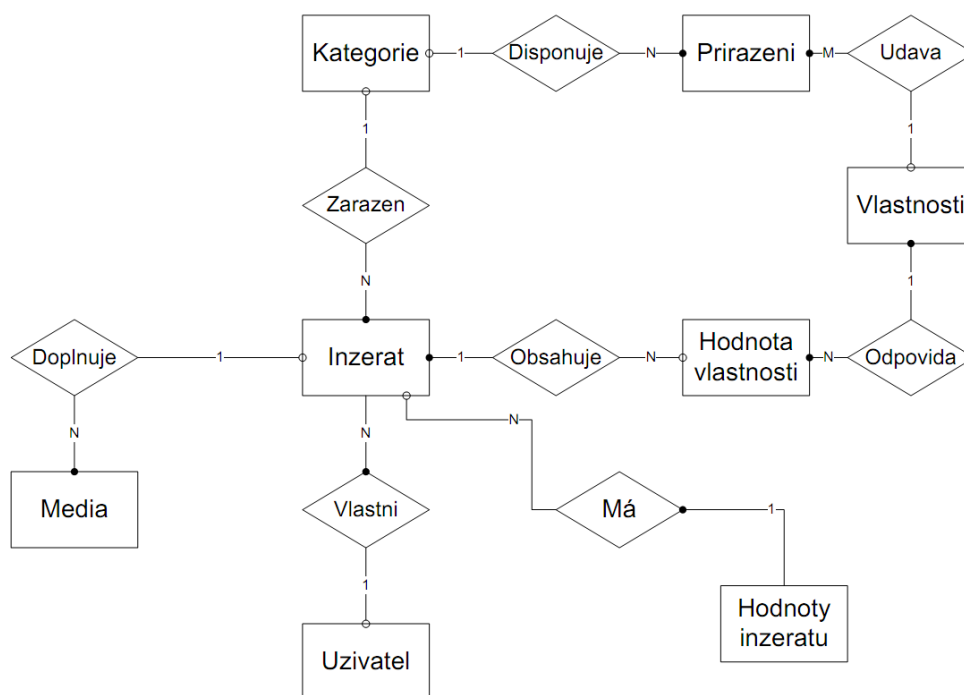 Kategorie
1
Disponuje
N
Prirazeni
M
Udava
1
1
Zarazen
Vlastnosti
N
1
Doplnuje
1
Inzerat
1
Obsahuje
N
Hodnota
vlastnosti
N
Odpovida
N
N
N
Media
Vlastni
Má
1
1
Hodnoty
inzeratu
Uzivatel